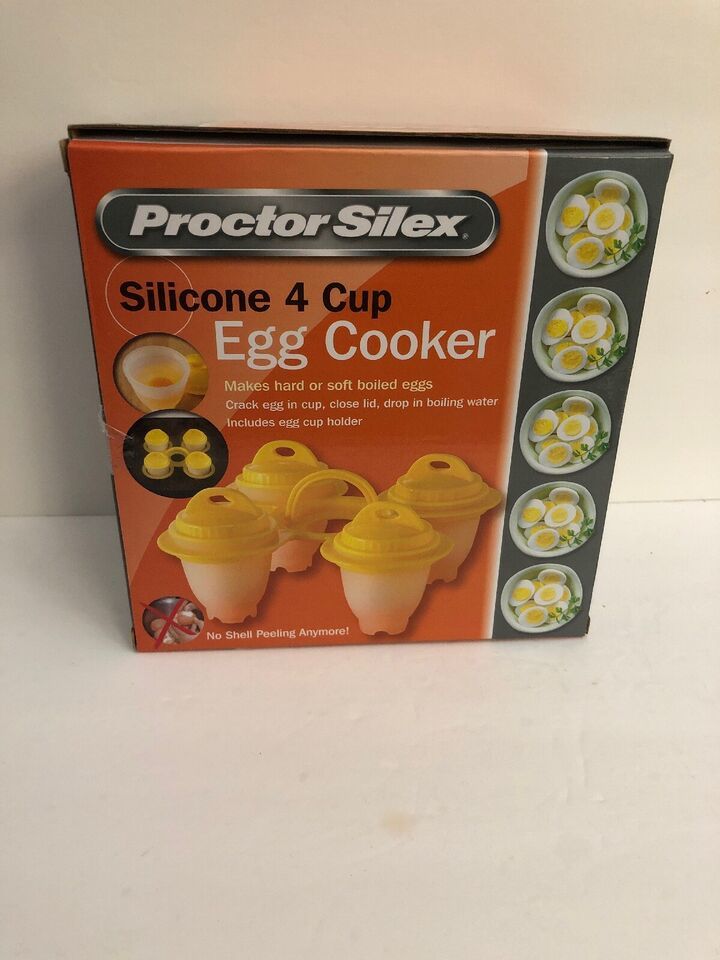 Proctor Silex®
Silicone 4 Cup
Egg Cooker
Makes hard or soft boiled eggs
Crack egg in cup, close lid, drop in boiling water
Includes egg cup holder
No Shell Peeling Anymore!